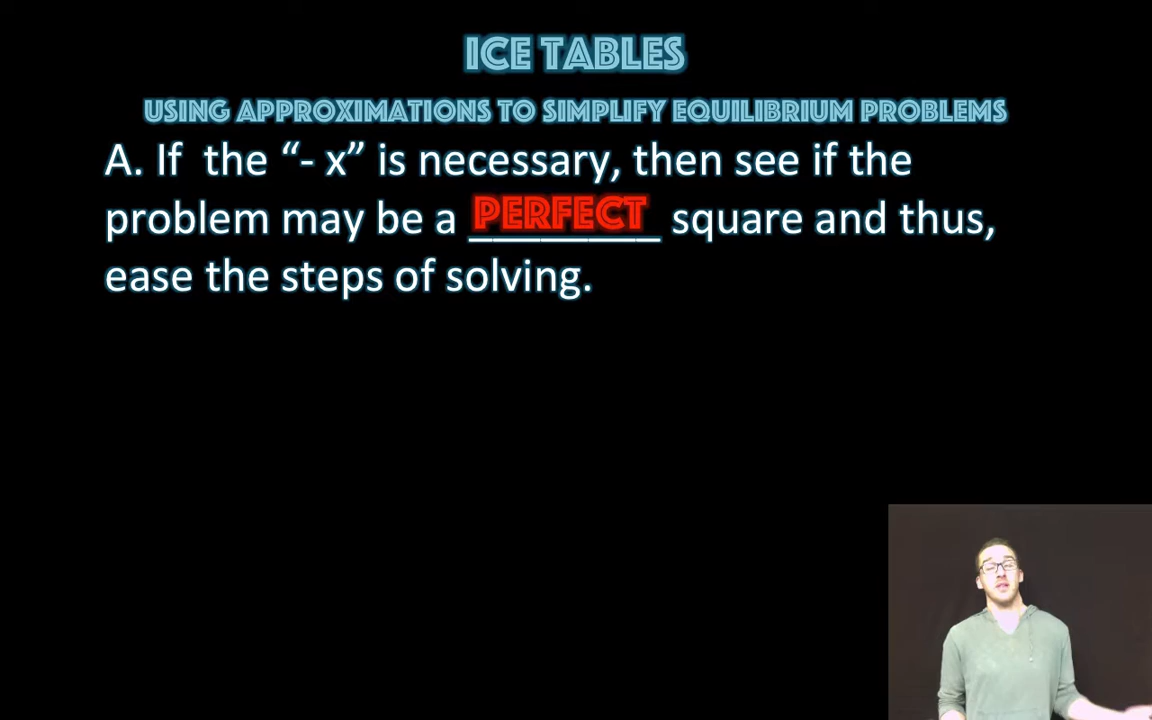 ICE TABLES
USING APPROXIMATIONS TO SIMPLIFY EQUILIBRIUM PROBLEMS
A. If the “- x” is necessary, then see if the
problem may be a PERFECT square and thus,
ease the steps of solving.